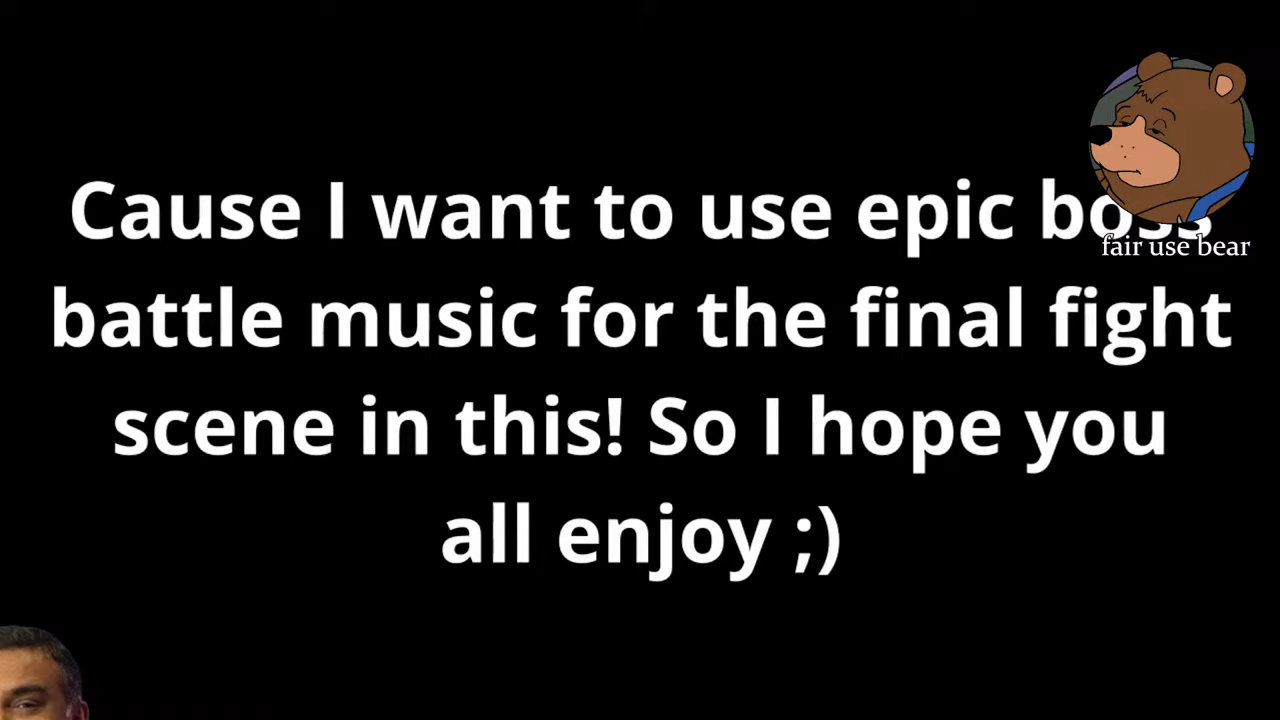 Cause I want to use epic boss
battle music for the final fight
scene in this! So I hope you
all enjoy ;)
fair use bear